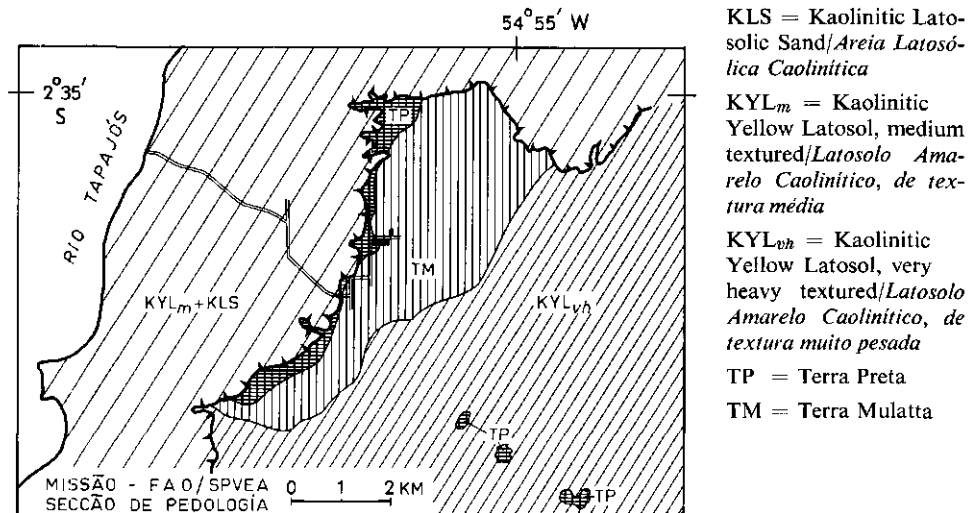 54°55' W
2°35'
S
RIO TAPAJÓS
TP
TM
KYLm+KLS
KYLvh
TP
TP
MISSÃO - FAO/SPVEA
SECCÃO DE PEDOLOGIA
0 1 2 KM
KLS = Kaolinitic Lato-
solic Sand/Areia Latosó-
lica Caolinítica
KYLm = Kaolinitic
Yellow Latosol, medium
textured/Latosolo Ama-
relo Caolinítico, de tex-
tura média
KYLvh = Kaolinitic
Yellow Latosol, very
heavy textured/Latosolo
Amarelo Caolinítico, de
textura muito pesada
TP = Terra Preta
TM = Terra Mulatta